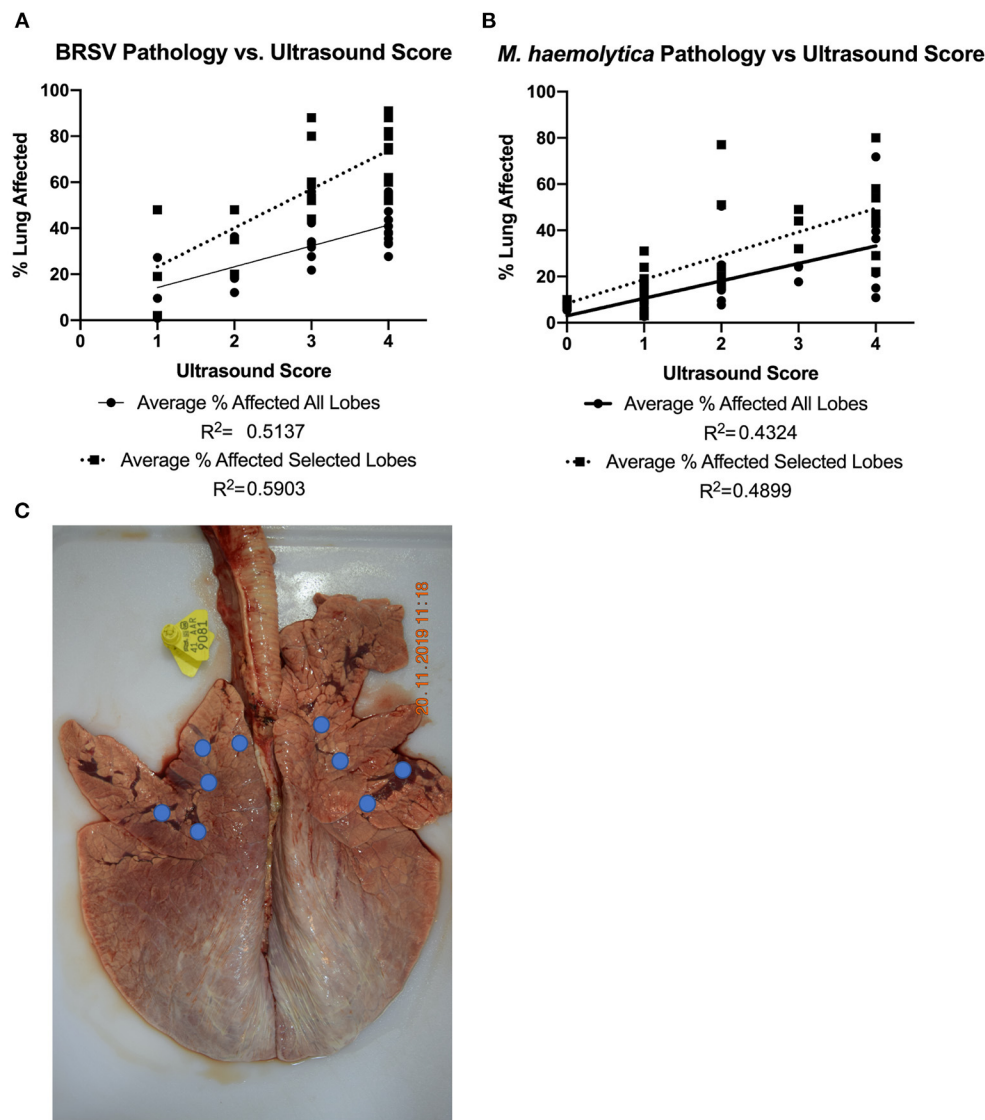 A
BRSV Pathology vs. Ultrasound Score
100
80
60
40
20
0
% Lung Affected
0 1 2 3 4
Ultrasound Score
Average % Affected All Lobes
R²= 0.5137
Average % Affected Selected Lobes
R²=0.5903
B
M. haemolytica Pathology vs Ultrasound Score
100
80
60
40
20
0
% Lung Affected
0 1 2 3 4
Ultrasound Score
Average % Affected All Lobes
R²=0.4324
Average % Affected Selected Lobes
R²=0.4899
C
41 AAR
9081
20.11.2019 11:18